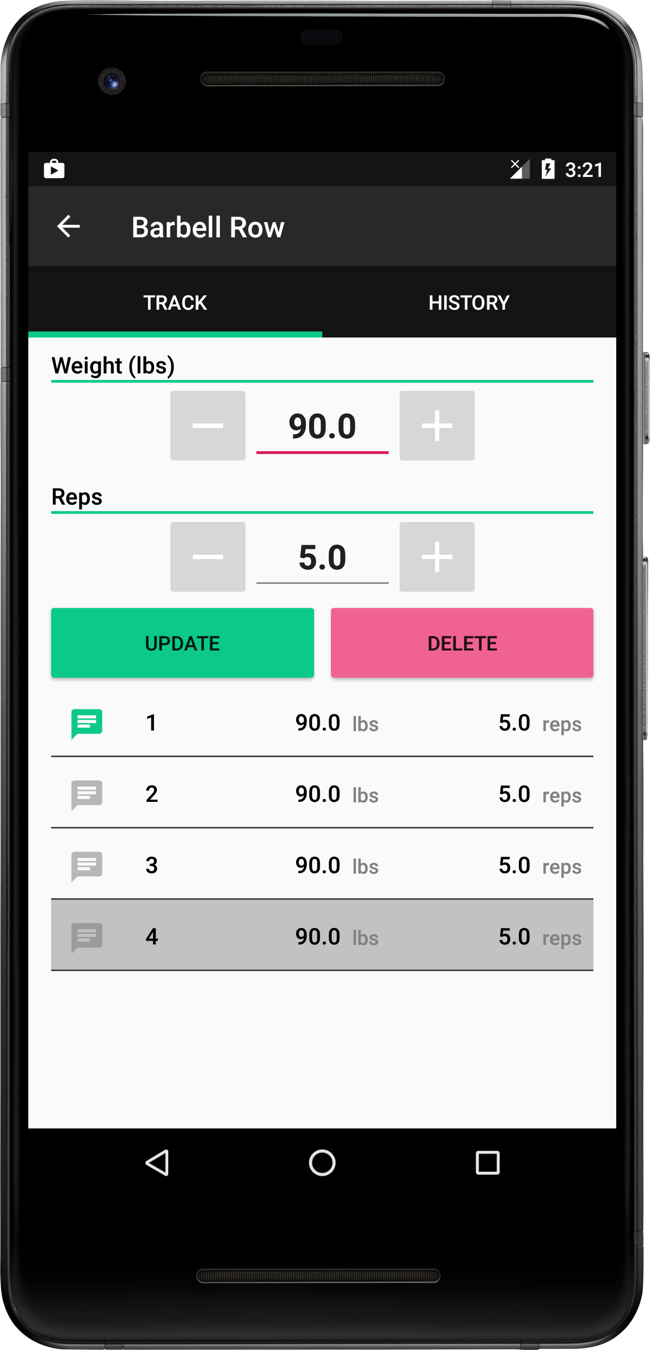 3:21
Barbell Row
TRACK HISTORY
Weight (lbs)
90.0
Reps
5.0
UPDATE DELETE
1 90.0 lbs 5.0 reps
2 90.0 lbs 5.0 reps
3 90.0 lbs 5.0 reps
4 90.0 lbs 5.0 reps